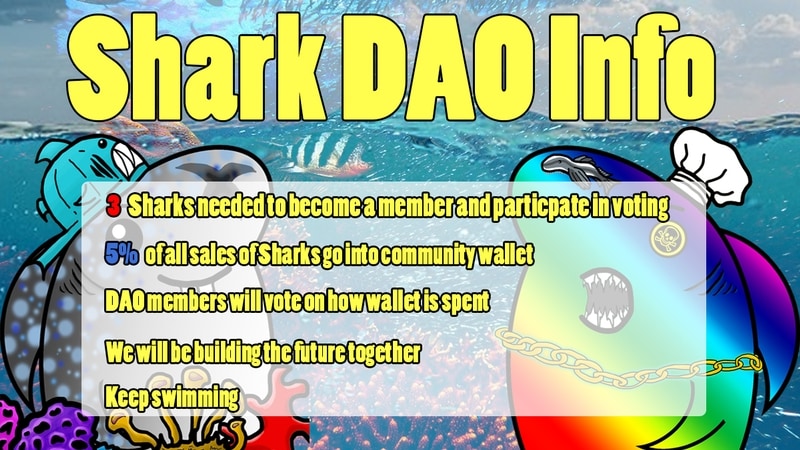 Shark DAO Info
3 Sharks needed to become a member and particpate in voting
5% of all sales of Sharks go into community wallet
DAO members will vote on how wallet is spent
We will be building the future together
Keep swimming